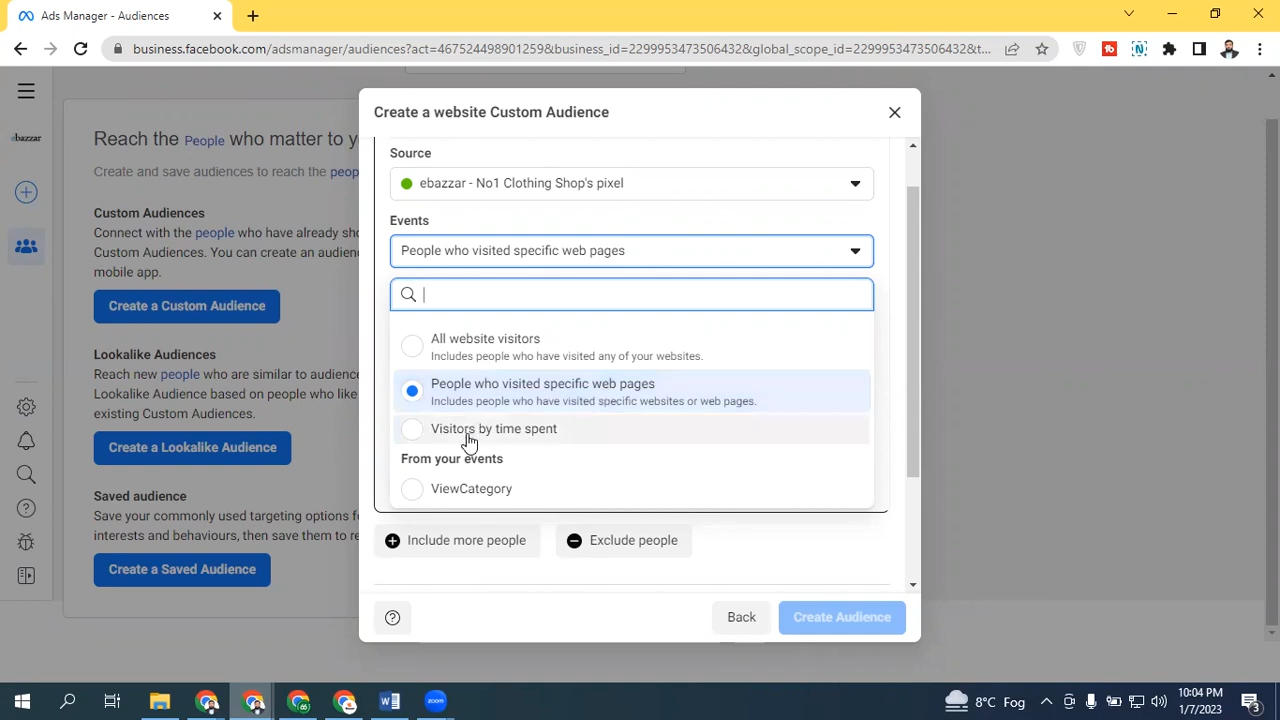 Ads Manager - Audiences
business.facebook.com/adsmanager/audiences?act=467524498901259&business_id=2299953473506432&global_scope_id=2299953473506432&t...
ebazzar
Reach the People who matter to yo
Create and save audiences to reach the peop
Custom Audiences
Connect with the people who have already sho
Custom Audiences. You can create an audienc
mobile app.
Create a Custom Audience
Lookalike Audiences
Reach new people who are similar to audience
Lookalike Audience based on people who like
existing Custom Audiences.
Create a Lookalike Audience
Saved audience
Save your commonly used targeting options fo
interests and behaviours, then save them to re
Create a Saved Audience
Create a website Custom Audience
Source
ebazzar - No1 Clothing Shop's pixel
Events
People who visited specific web pages
All website visitors
Includes people who have visited any of your websites.
People who visited specific web pages
Includes people who have visited specific websites or web pages.
Visitors by time spent
From your events
ViewCategory
Include more people
Exclude people
Back
Create Audience
8°C Fog
10:04 PM
1/7/2023
3
zoom